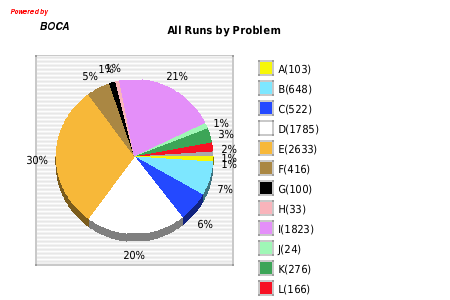 Powered by
BOCA
All Runs by Problem
1%
1%
5%
21%
30%
1%
3%
2%
1%
1%
7%
6%
20%
A(103)
B(648)
C(522)
D(1785)
E(2633)
F(416)
G(100)
H(33)
I(1823)
J(24)
K(276)
L(166)